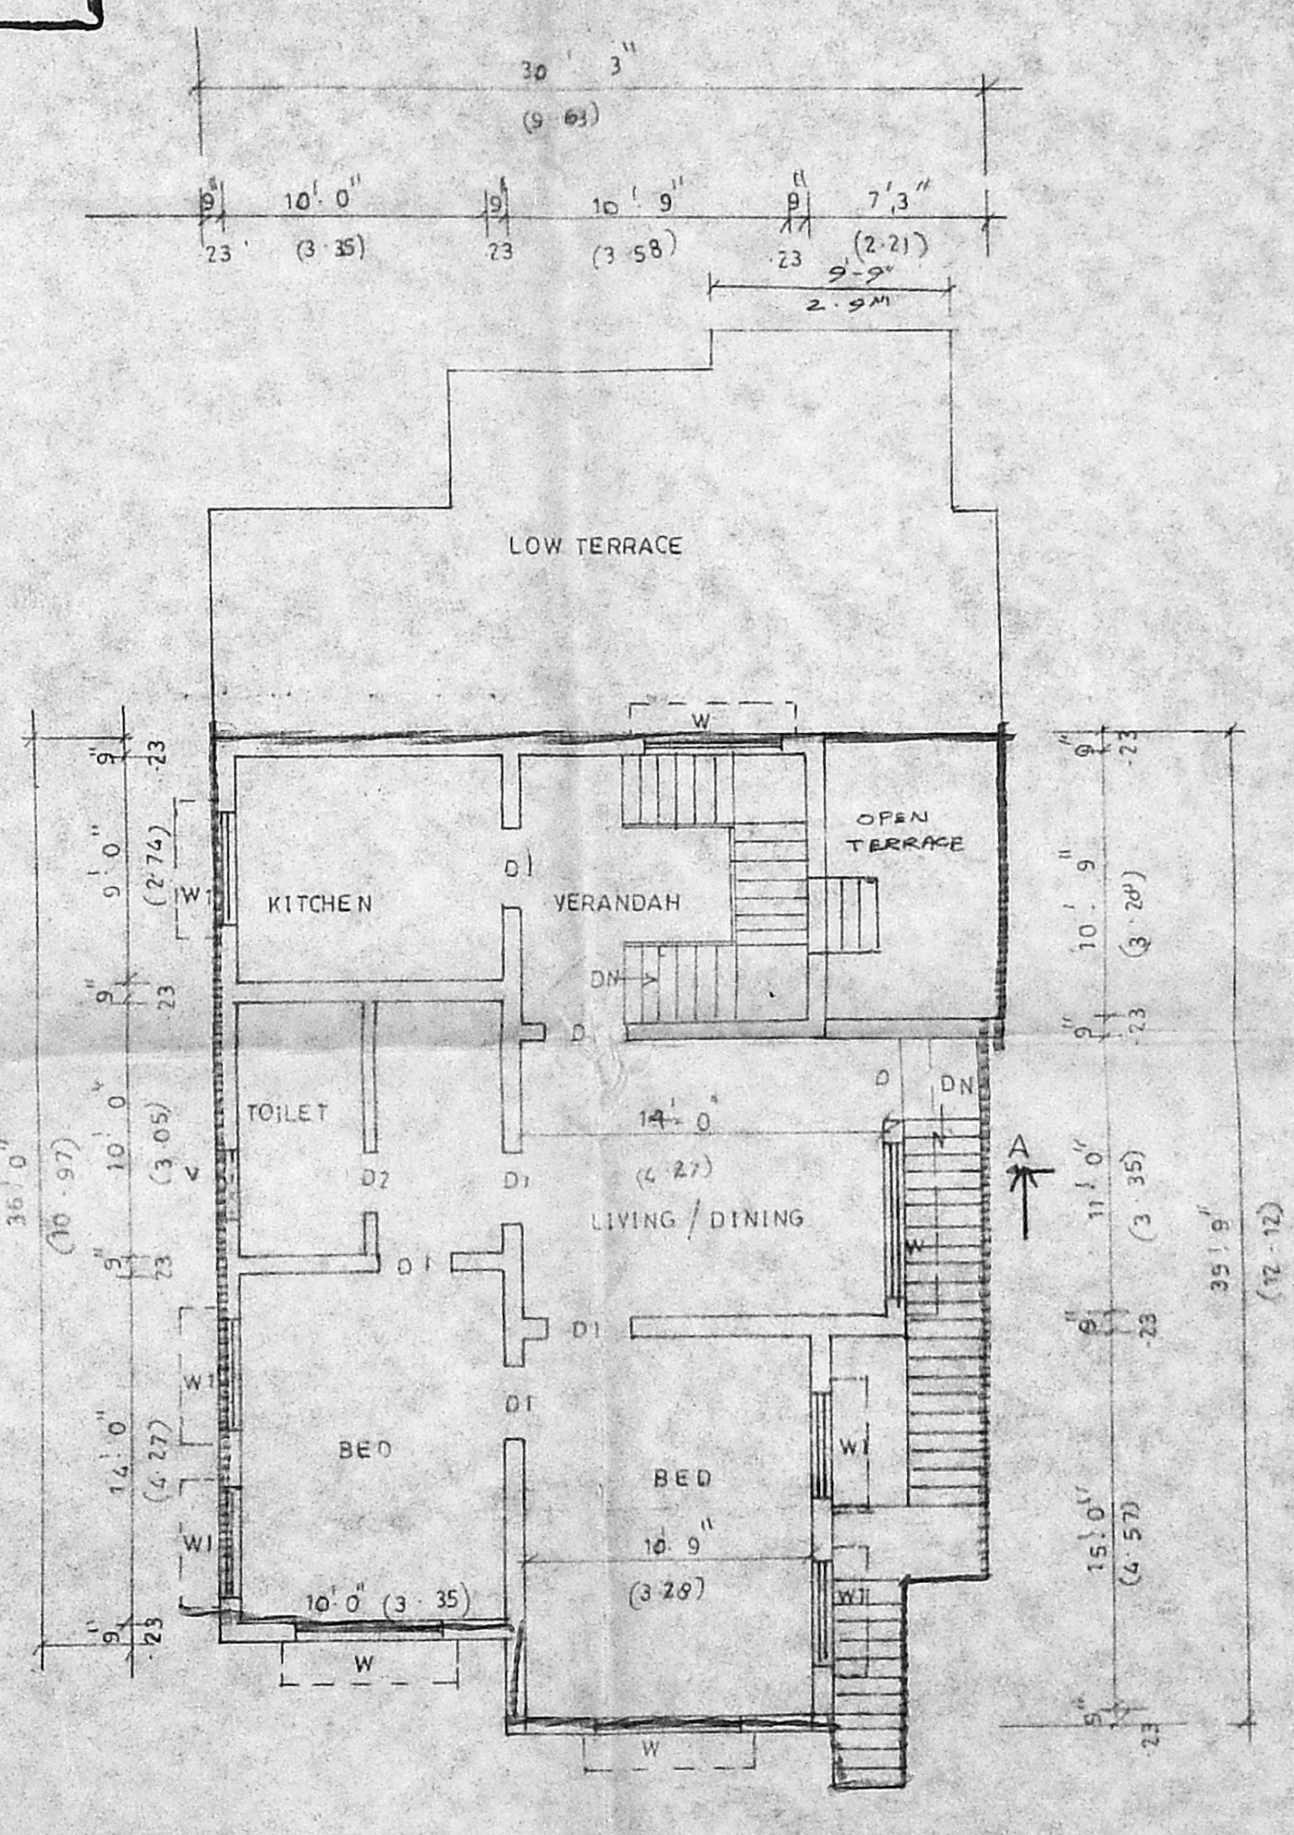 30' 3"
(9.63)
9" 10'.0" 9" 10'.9" 9" 7',3"
23 (3.35) 23 (3.58) .23 (2.21)
9'-9"
2.9M
LOW TERRACE
W
9" .23
9" .23
OPEN
TERRACE
9'.0" (2.74)
W1
KITCHEN
D1
VERANDAH
10'.9"
DN
9" 23
9" 23
D
D
DN
TOILET
14'-0"
(4.27)
10'.0" (3.05)
V
D2
D1
LIVING / DINING
W
A
11'.0" (3.35)
36'.0" (10.97)
39'.9" (12.12)
9" 23
D1
D1
9" .23
W1
D1
14'.0" (4.27)
BED
BED
W1
W1
10'.9"
(3.28)
W1
15'.0" (4.57)
10'.0" (3.35)
9" .23
W
W
23